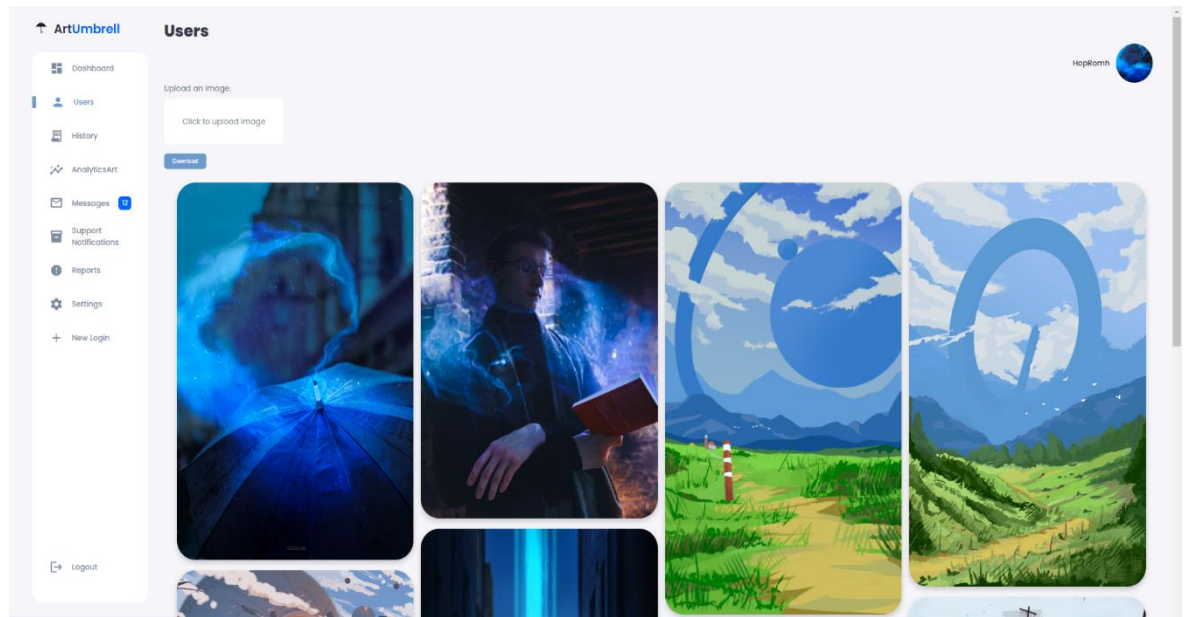 ArtUmbrell
Users
HopRomh
Dashboard
Users
History
AnalyticsArt
Messages 12
Support
Notifications
Reports
Settings
New Login
Logout
Upload an image.
Click to upload image
Download